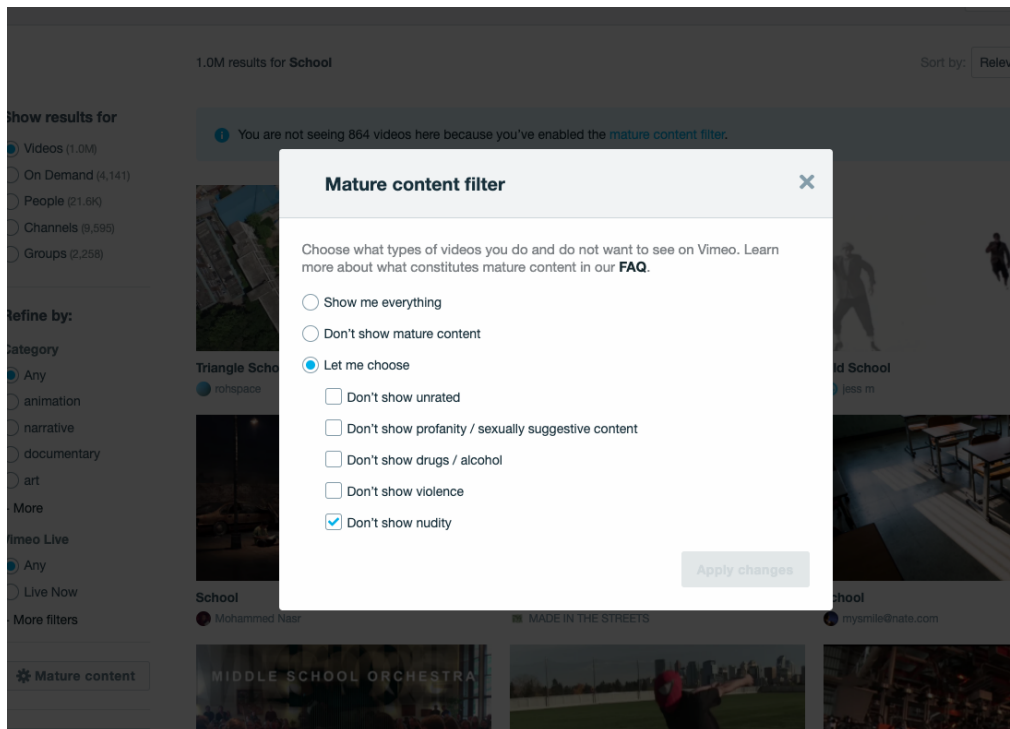 1.0M results for School
Sort by:
Show results for
You are not seeing 864 videos here because you've enabled the mature content filter.
Videos (1.0M)
On Demand (4,141)
People (21.6K)
Channels (9,595)
Groups (2,258)
Refine by:
Category
Any
animation
narrative
documentary
art
More
Vimeo Live
Any
Live Now
More filters
Mature content
Mature content filter
Choose what types of videos you do and do not want to see on Vimeo. Learn
more about what constitutes mature content in our FAQ.
Show me everything
Don't show mature content
Let me choose
Don't show unrated
Don't show profanity / sexually suggestive content
Don't show drugs / alcohol
Don't show violence
Don't show nudity
Apply changes
Triangle
rohspace
School
jess m
School
Mohammed Nasr
MADE IN THE STREETS
mysmile@nate.com
MIDDLE SCHOOL ORCHESTRA